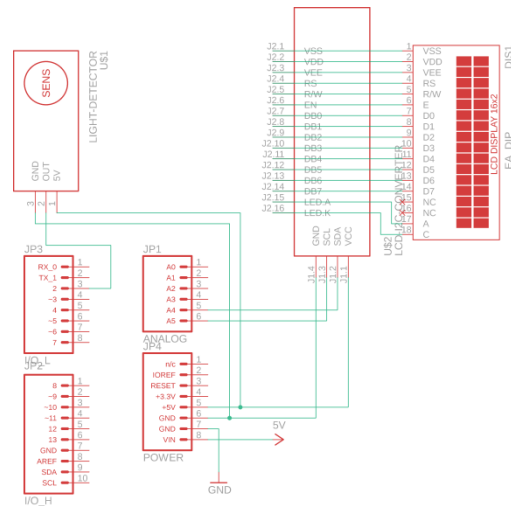 SENS
U$1
LIGHT-DETECTOR
GND
OUT
5V
3
2
1
JP3
RX_0 1
TX_1 2
2 3
~3 4
4 5
~5 6
~6 7
7 8
I/O_L
JP2
8 1
~9 2
~10 3
~11 4
12 5
13 6
GND 7
AREF 8
SDA 9
SCL 10
I/O_H
JP1
A0 1
A1 2
A2 3
A3 4
A4 5
A5 6
ANALOG
JP4
n/c 1
IOREF 2
RESET 3
+3.3V 4
+5V 5
GND 6
GND 7
VIN 8
POWER
GND
5V
J2.1 VSS
J2.2 VDD
J2.3 VEE
J2.4 RS
J2.5 R/W
J2.6 EN
J2.7 DB0
J2.8 DB1
J2.9 DB2
J2.10 DB3
J2.11 DB4
J2.12 DB5
J2.13 DB6
J2.14 DB7
J2.15 LED.A
J2.16 LED.K
GND
SCL
SDA
VCC
J1.4
J1.3
J1.2
J1.1
U$2
LCD-I2C CONVERTER
1 VSS
2 VDD
3 VEE
4 RS
5 R/W
6 E
7 D0
8 D1
9 D2
10 D3
11 D4
12 D5
13 D6
14 D7
15 NC
16 NC
17 A
18 C
LCD DISPLAY 16x2
DIS1
EA_DIP